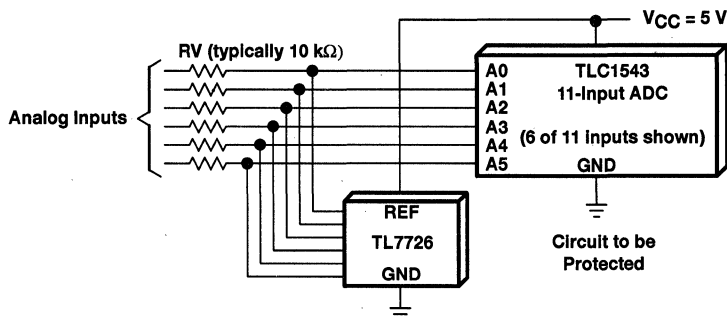 VCC = 5 V
RV (typically 10 kΩ)
Analog Inputs
A0
A1
A2
A3
A4
A5
TLC1543
11-Input ADC
(6 of 11 inputs shown)
GND
REF
TL7726
GND
Circuit to be
Protected